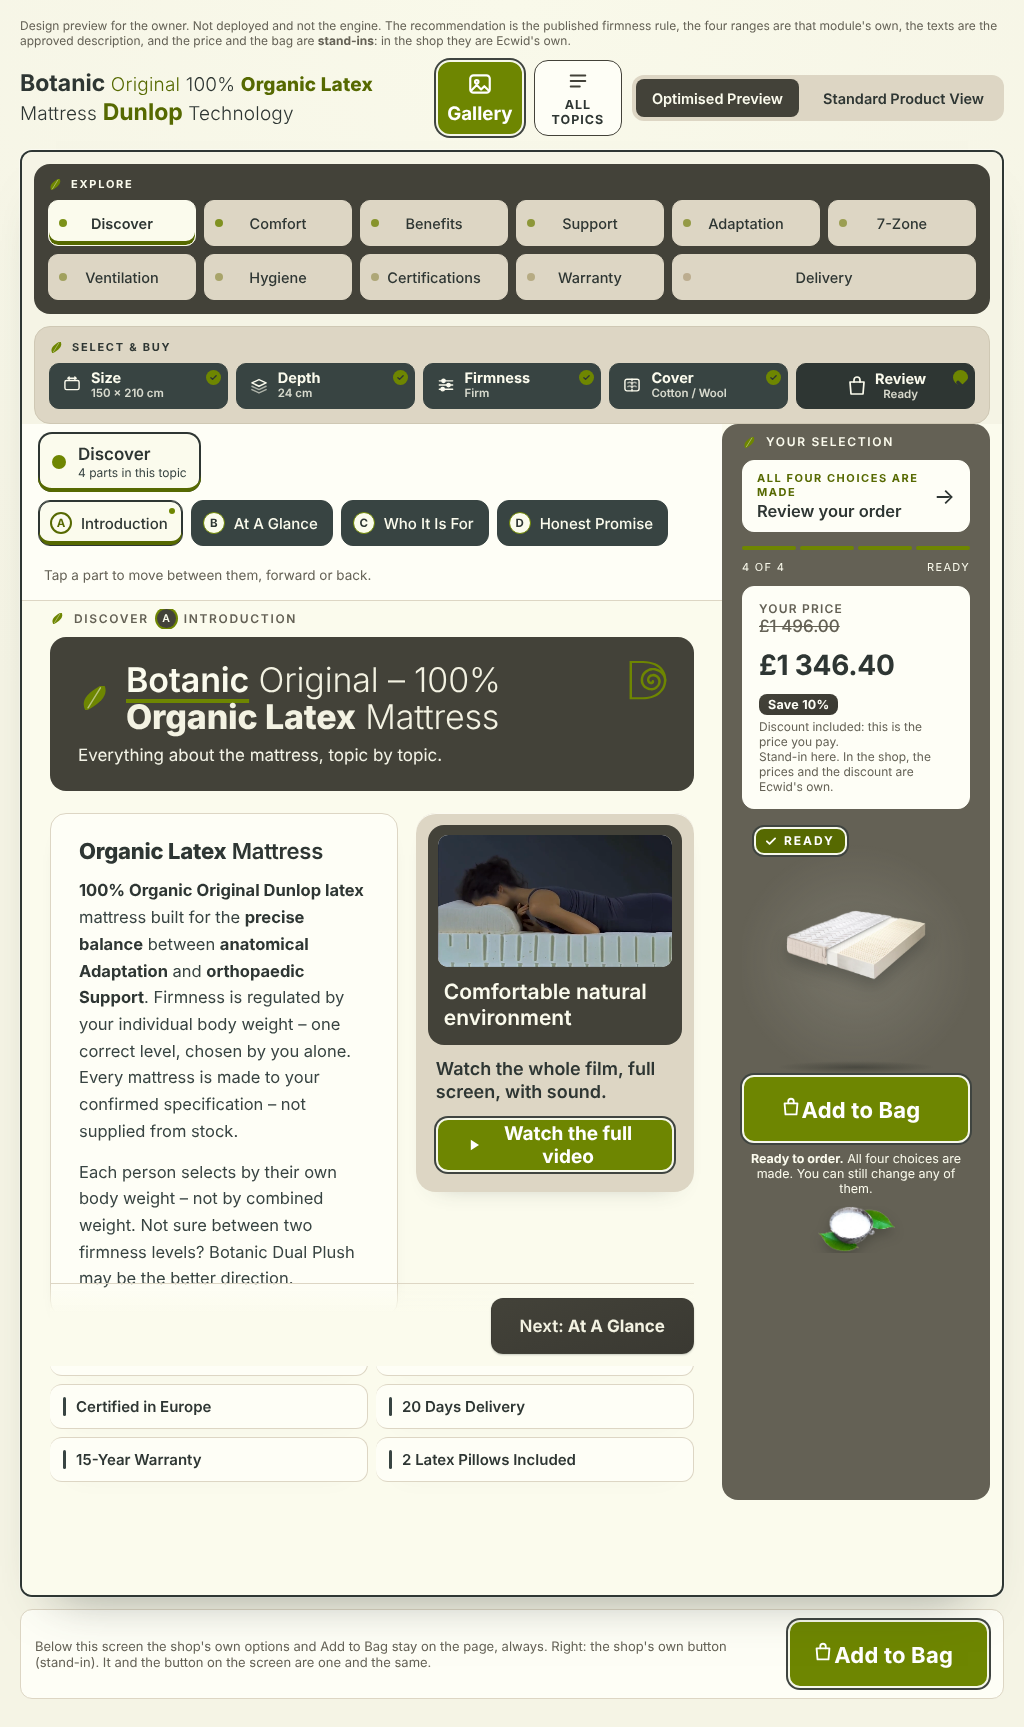 Design preview for the owner. Not deployed and not the engine. The recommendation is the published firmness rule, the four ranges are that module's own, the texts are the
approved description, and the price and the bag are stand-ins: in the shop they are Ecwid's own.
Botanic Original 100% Organic Latex
Mattress Dunlop Technology
Gallery
ALL
TOPICS
Optimised Preview
Standard Product View
EXPLORE
Discover
Comfort
Benefits
Support
Adaptation
7-Zone
Ventilation
Hygiene
Certifications
Warranty
Delivery
SELECT & BUY
Size
150 × 210 cm
Depth
24 cm
Firmness
Firm
Cover
Cotton / Wool
Review
Ready
Discover
4 parts in this topic
A Introduction
B At A Glance
C Who It Is For
D Honest Promise
Tap a part to move between them, forward or back.
DISCOVER A INTRODUCTION
Botanic Original – 100%
Organic Latex Mattress
Everything about the mattress, topic by topic.
Organic Latex Mattress
100% Organic Original Dunlop latex
mattress built for the precise
balance between anatomical
Adaptation and orthopaedic
Support. Firmness is regulated by
your individual body weight – one
correct level, chosen by you alone.
Every mattress is made to your
confirmed specification – not
supplied from stock.
Each person selects by their own
body weight – not by combined
weight. Not sure between two
firmness levels? Botanic Dual Plush
may be the better direction.
Comfortable natural
environment
Watch the whole film, full
screen, with sound.
Watch the full
video
Next: At A Glance
Certified in Europe
20 Days Delivery
15-Year Warranty
2 Latex Pillows Included
YOUR SELECTION
ALL FOUR CHOICES ARE
MADE
Review your order
4 OF 4
READY
YOUR PRICE
£1 496.00
£1 346.40
Save 10%
Discount included: this is the
price you pay.
Stand-in here. In the shop, the
prices and the discount are
Ecwid's own.
READY
Add to Bag
Ready to order. All four choices are
made. You can still change any of
them.
Below this screen the shop's own options and Add to Bag stay on the page, always. Right: the shop's own button
(stand-in). It and the button on the screen are one and the same.
Add to Bag